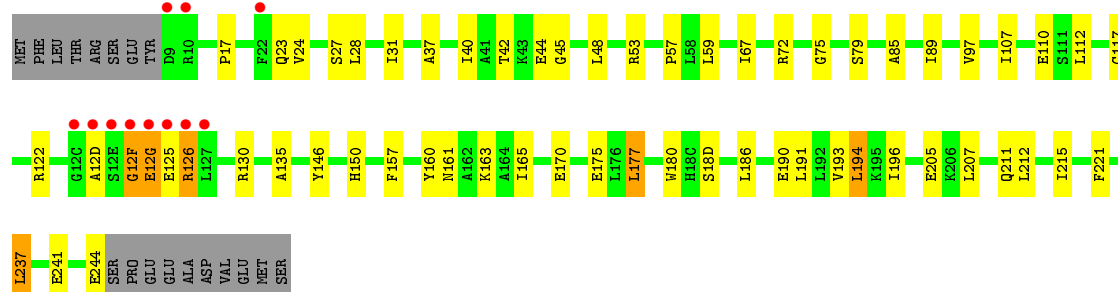 MET PHE LEU THR ARG SER GLU TYR D9 R10 P17 F22 Q23 V24 S27 L28 I31 A37 I40 A41 T42 K43 E44 G45 L48 R53 P57 L58 L59 I67 R72 G75 S79 A85 I89 V97 I107 E110 S111 L112
R122 G12C A12D S12E G12F E12G E125 R126 L127 R130 A135 Y146 H150 F157 Y160 N161 A162 K163 A164 I165 E170 E175 L176 L177 W180 H18C S18D L186 E190 L191 L192 V193 L194 K195 I196 E205 K206 L207 Q211 L212 I215 F221
L237 E241 E244 SER PRO GLU GLU ALA ASP VAL GLU MET SER